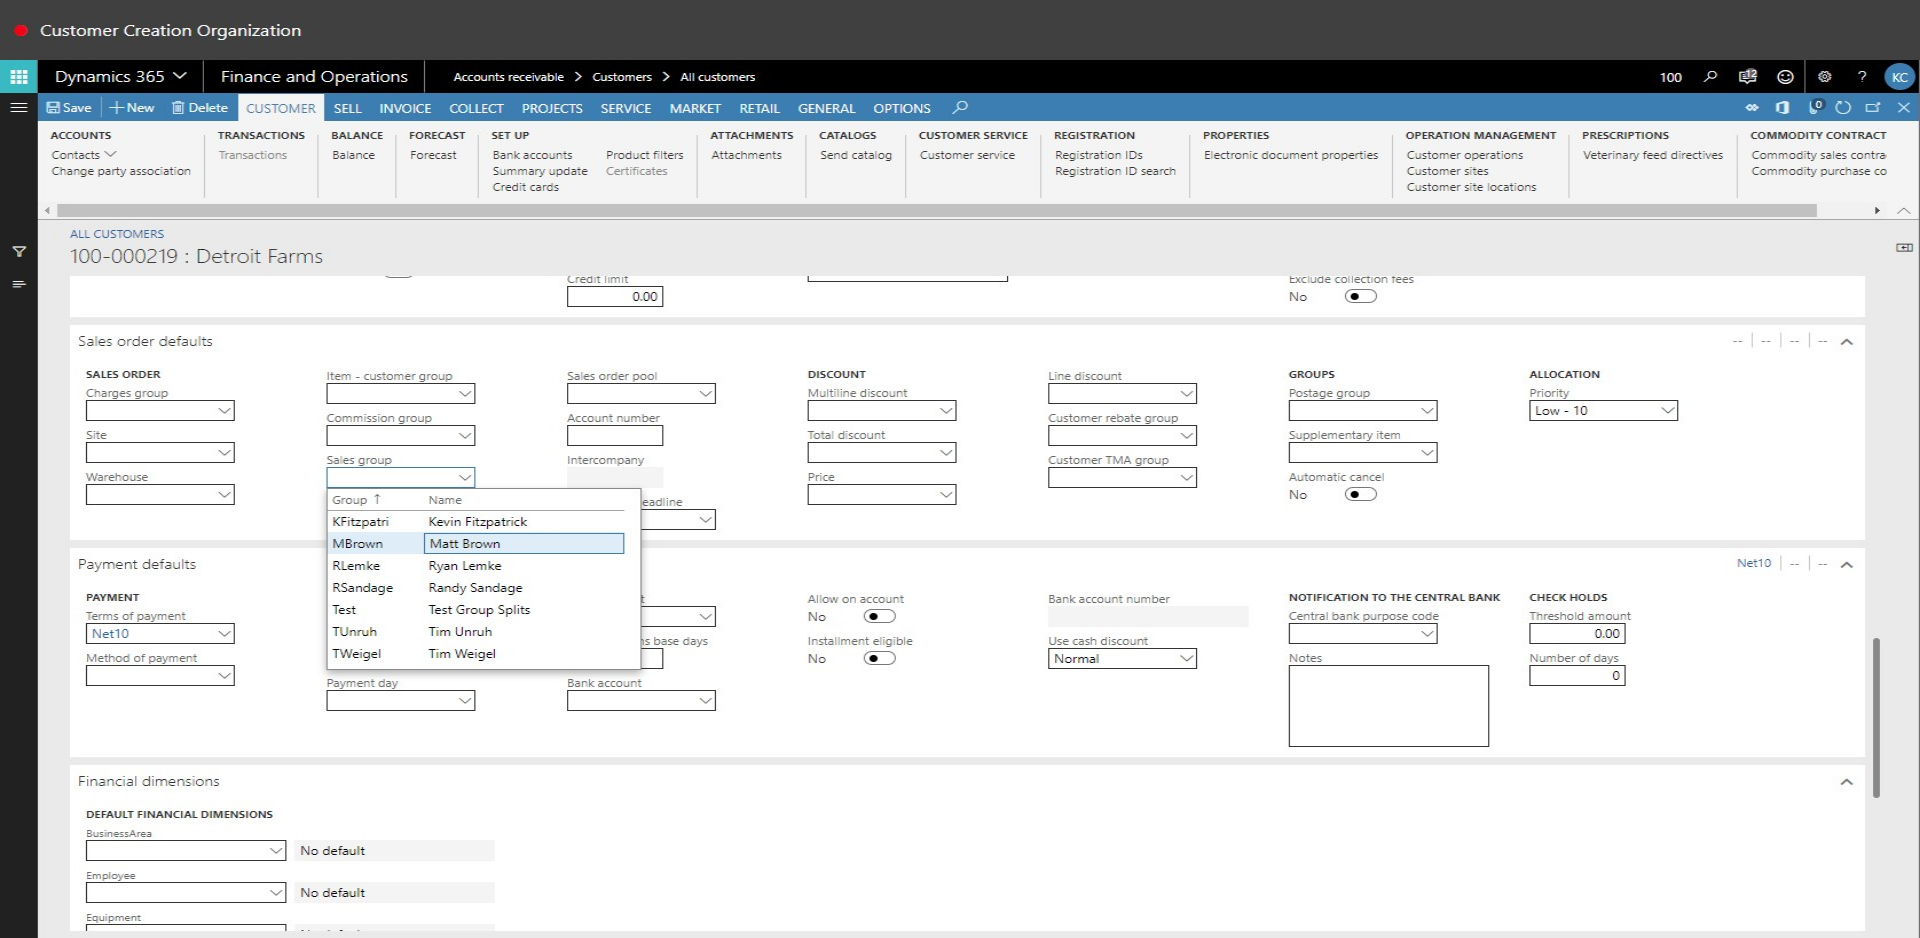 Customer Creation Organization
Dynamics 365
Finance and Operations
Accounts receivable > Customers > All customers
100
?
KC
Save
New
Delete
CUSTOMER
SELL
INVOICE
COLLECT
PROJECTS
SERVICE
MARKET
RETAIL
GENERAL
OPTIONS
0
ACCOUNTS
Contacts
Change party association
TRANSACTIONS
Transactions
BALANCE
Balance
FORECAST
Forecast
SET UP
Bank accounts
Summary update
Credit cards
Product filters
Certificates
ATTACHMENTS
Attachments
CATALOGS
Send catalog
CUSTOMER SERVICE
Customer service
REGISTRATION
Registration IDs
Registration ID search
PROPERTIES
Electronic document properties
OPERATION MANAGEMENT
Customer operations
Customer sites
Customer site locations
PRESCRIPTIONS
Veterinary feed directives
COMMODITY CONTRACT
Commodity sales contra
Commodity purchase co
ALL CUSTOMERS
100-000219 : Detroit Farms
Credit limit
0.00
Exclude collection fees
No
Sales order defaults
-- -- -- --
SALES ORDER
Charges group
Site
Warehouse
Item - customer group
Commission group
Sales group
Group ↑ Name
KFitzpatri Kevin Fitzpatrick
MBrown Matt Brown
RLemke Ryan Lemke
RSandage Randy Sandage
Test Test Group Splits
TUnruh Tim Unruh
TWeigel Tim Weigel
Sales order pool
Account number
Intercompany
eadline
DISCOUNT
Multiline discount
Total discount
Price
Line discount
Customer rebate group
Customer TMA group
GROUPS
Postage group
Supplementary item
Automatic cancel
No
ALLOCATION
Priority
Low - 10
Payment defaults
Net10 -- --
PAYMENT
Terms of payment
Net10
Method of payment
Payment day
t
ns base days
Bank account
Allow on account
No
Installment eligible
No
Bank account number
Use cash discount
Normal
NOTIFICATION TO THE CENTRAL BANK
Central bank purpose code
Notes
CHECK HOLDS
Threshold amount
0.00
Number of days
0
Financial dimensions
DEFAULT FINANCIAL DIMENSIONS
BusinessArea
No default
Employee
No default
Equipment